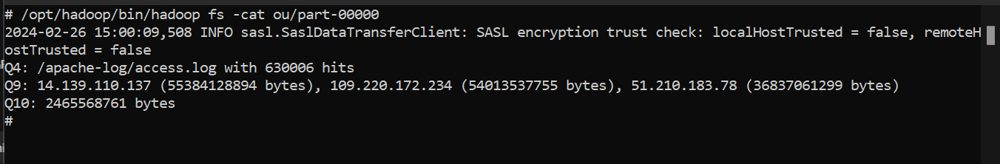 # /opt/hadoop/bin/hadoop fs -cat ou/part-00000
2024-02-26 15:00:09,508 INFO sasl.SaslDataTransferClient: SASL encryption trust check: localHostTrusted = false, remoteH
ostTrusted = false
Q4: /apache-log/access.log with 630006 hits
Q9: 14.139.110.137 (55384128894 bytes), 109.220.172.234 (54013537755 bytes), 51.210.183.78 (36837061299 bytes)
Q10: 2465568761 bytes
#